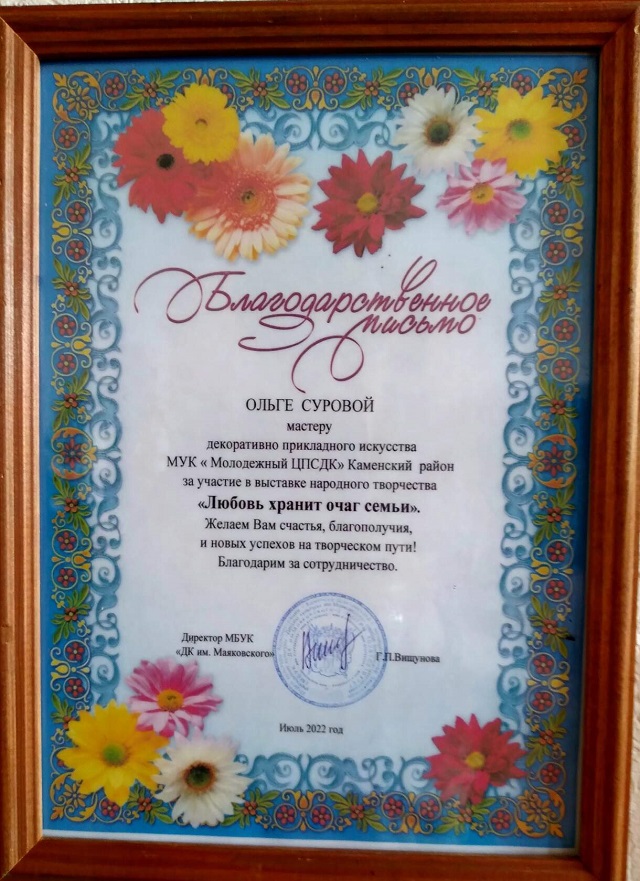 Благодарственное
письмо
ОЛЬГЕ СУРОВОЙ
мастеру
декоративно прикладного искусства
МУК « Молодежный ЦПСДК» Каменский район
за участие в выставке народного творчества
«Любовь хранит очаг семьи».
Желаем Вам счастья, благополучия,
и новых успехов на творческом пути!
Благодарим за сотрудничество.
Директор МБУК
«ДК им. Маяковского»
Г.П.Вишунова
Июль 2022 год